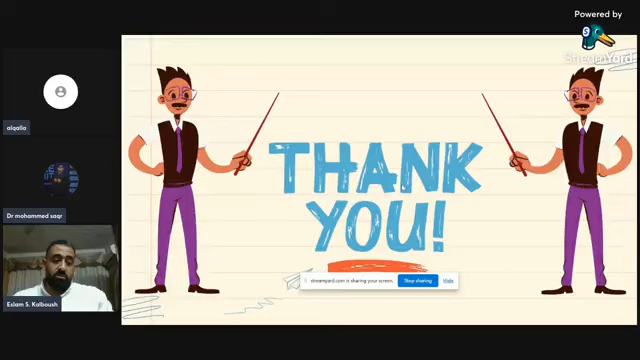 Powered by
StreamYard
alqalla
Dr mohammed saqr
Eslam S. Kalboush
THANK
YOU!
streamyard.com is sharing your screen.
Stop sharing
Hide